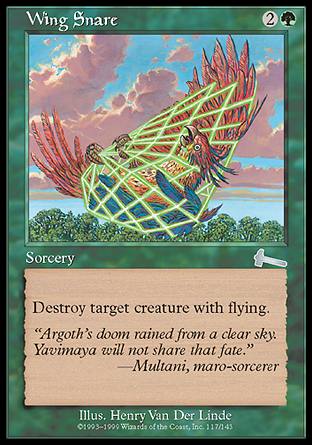 Wing Snare 2
Sorcery
Destroy target creature with flying.
“Argoth’s doom rained from a clear sky.
Yavimaya will not share that fate.”
—Multani, maro-sorcerer
Illus. Henry Van Der Linde
©1993–1999 Wizards of the Coast, Inc. 117/143